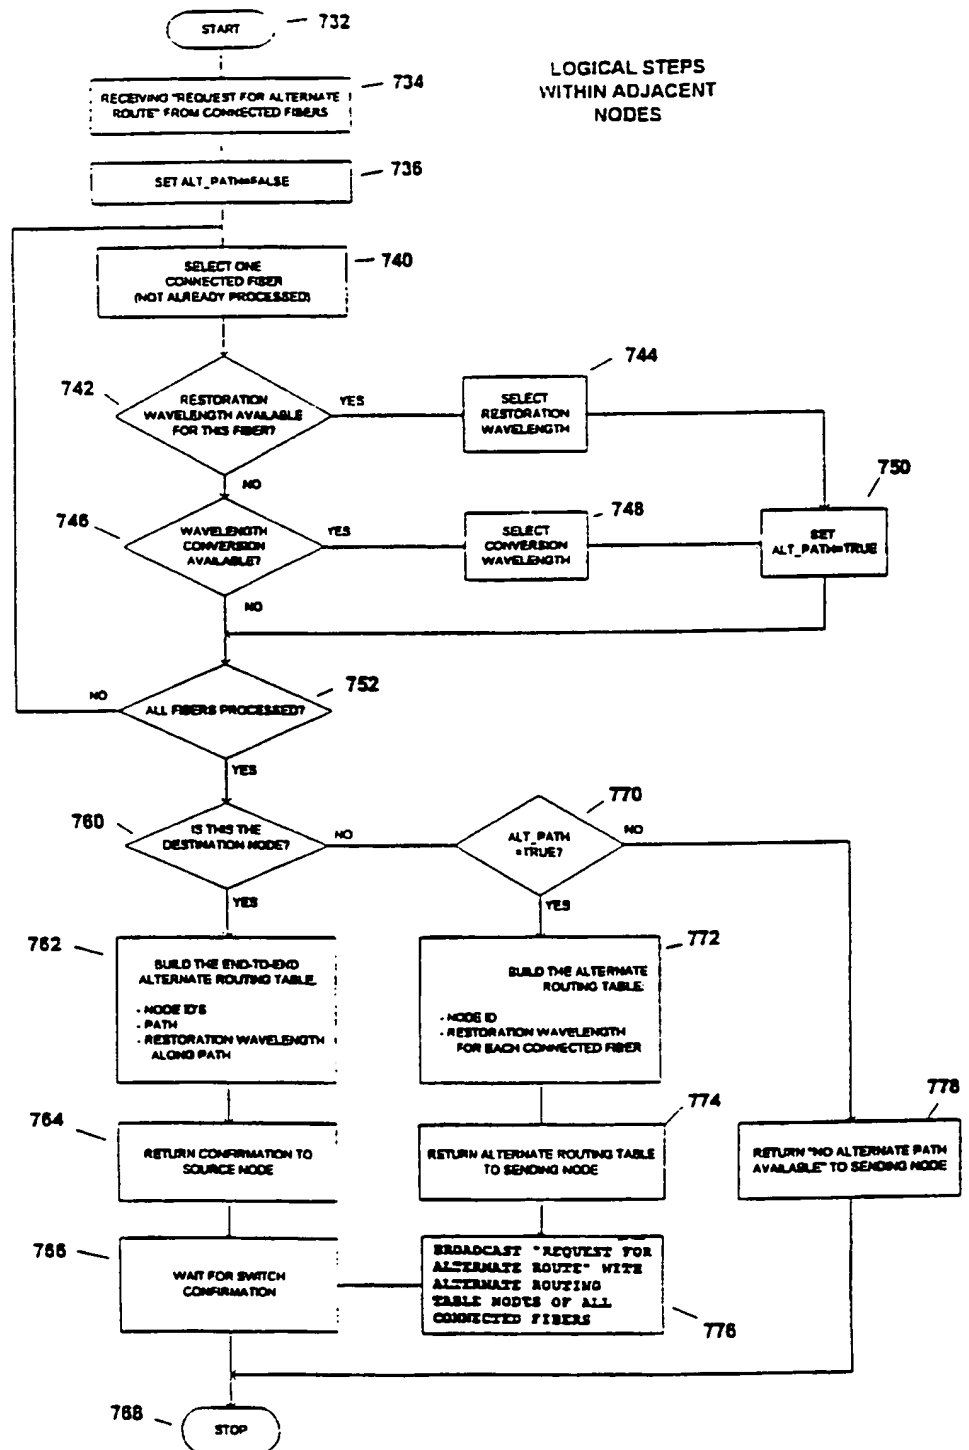 START
732
LOGICAL STEPS
WITHIN ADJACENT
NODES
734
RECEIVING "REQUEST FOR ALTERNATE
ROUTE" FROM CONNECTED FIBERS
736
SET ALT_PATH=FALSE
740
SELECT ONE
CONNECTED FIBER
(NOT ALREADY PROCESSED)
742
RESTORATION
WAVELENGTH AVAILABLE
FOR THIS FIBER?
YES
744
SELECT
RESTORATION
WAVELENGTH
NO
746
WAVELENGTH
CONVERSION
AVAILABLE?
YES
748
SELECT
CONVERSION
WAVELENGTH
750
SET
ALT_PATH=TRUE
NO
752
ALL FIBERS PROCESSED?
NO
YES
760
IS THIS THE
DESTINATION NODE?
NO
770
ALT_PATH
=TRUE?
NO
YES
YES
762
BUILD THE END-TO-END
ALTERNATE ROUTING TABLE.
- NODE ID'S
- PATH
- RESTORATION WAVELENGTH
ALONG PATH
772
BUILD THE ALTERNATE
ROUTING TABLE:
- NODE ID
- RESTORATION WAVELENGTH
FOR EACH CONNECTED FIBER
764
RETURN CONFIRMATION TO
SOURCE NODE
774
RETURN ALTERNATE ROUTING TABLE
TO SENDING NODE
778
RETURN "NO ALTERNATE PATH
AVAILABLE" TO SENDING NODE
766
WAIT FOR SWITCH
CONFIRMATION
BROADCAST "REQUEST FOR
ALTERNATE ROUTE" WITH
ALTERNATE ROUTING
TABLE NODES OF ALL
CONNECTED FIBERS
776
768
STOP